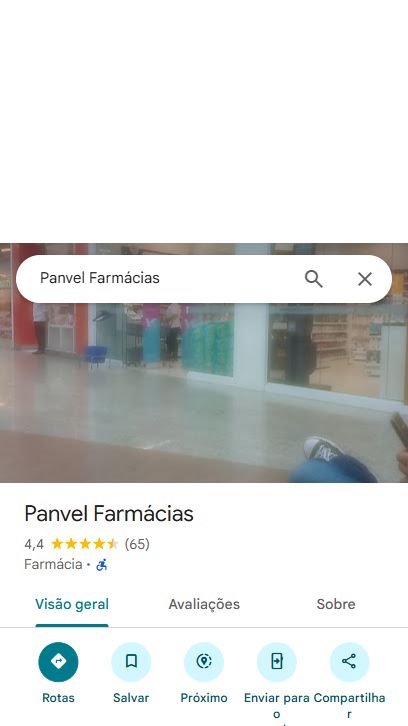 Panvel Farmácias
Panvel Farmácias
4,4 (65)
Farmácia ·
Visão geral Avaliações Sobre
Rotas Salvar Próximo Enviar para o Compartilhar